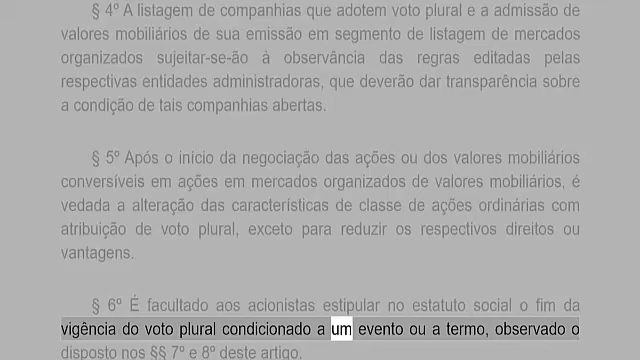 § 4º A listagem de companhias que adotem voto plural e a admissão de
valores mobiliários de sua emissão em segmento de listagem de mercados
organizados sujeitar-se-ão à observância das regras editadas pelas
respectivas entidades administradoras, que deverão dar transparência sobre
a condição de tais companhias abertas.
§ 5º Após o início da negociação das ações ou dos valores mobiliários
conversíveis em ações em mercados organizados de valores mobiliários, é
vedada a alteração das características de classe de ações ordinárias com
atribuição de voto plural, exceto para reduzir os respectivos direitos ou
vantagens.
§ 6º É facultado aos acionistas estipular no estatuto social o fim da
vigência do voto plural condicionado a um evento ou a termo, observado o
disposto nos §§ 7º e 8º deste artigo.